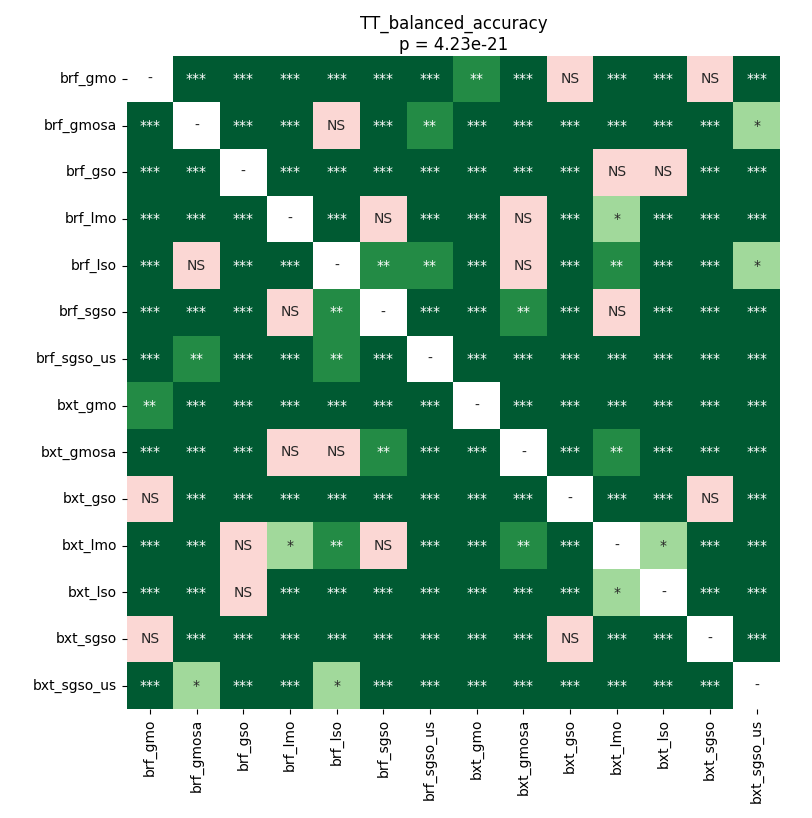 TT_balanced_accuracy
p = 4.23e-21
brf_gmo - *** *** *** *** *** *** ** *** NS *** *** NS ***
brf_gmosa *** - *** *** NS *** ** *** *** *** *** *** *** *
brf_gso *** *** - *** *** *** *** *** *** *** NS NS *** ***
brf_lmo *** *** *** - *** NS *** *** NS *** * *** *** ***
brf_lso *** NS *** *** - ** ** *** NS *** ** *** *** *
brf_sgso *** *** *** NS ** - *** *** ** *** NS *** *** ***
brf_sgso_us *** ** *** *** ** *** - *** *** *** *** *** *** ***
bxt_gmo ** *** *** *** *** *** *** - *** *** *** *** *** ***
bxt_gmosa *** *** *** NS NS ** *** *** - *** ** *** *** ***
bxt_gso NS *** *** *** *** *** *** *** *** - *** *** NS ***
bxt_lmo *** *** NS * ** NS *** *** ** *** - * *** ***
bxt_lso *** *** NS *** *** *** *** *** *** *** * - *** ***
bxt_sgso NS *** *** *** *** *** *** *** *** NS *** *** - ***
bxt_sgso_us *** * *** *** * *** *** *** *** *** *** *** *** -
brf_gmo
brf_gmosa
brf_gso
brf_lmo
brf_lso
brf_sgso
brf_sgso_us
bxt_gmo
bxt_gmosa
bxt_gso
bxt_lmo
bxt_lso
bxt_sgso
bxt_sgso_us